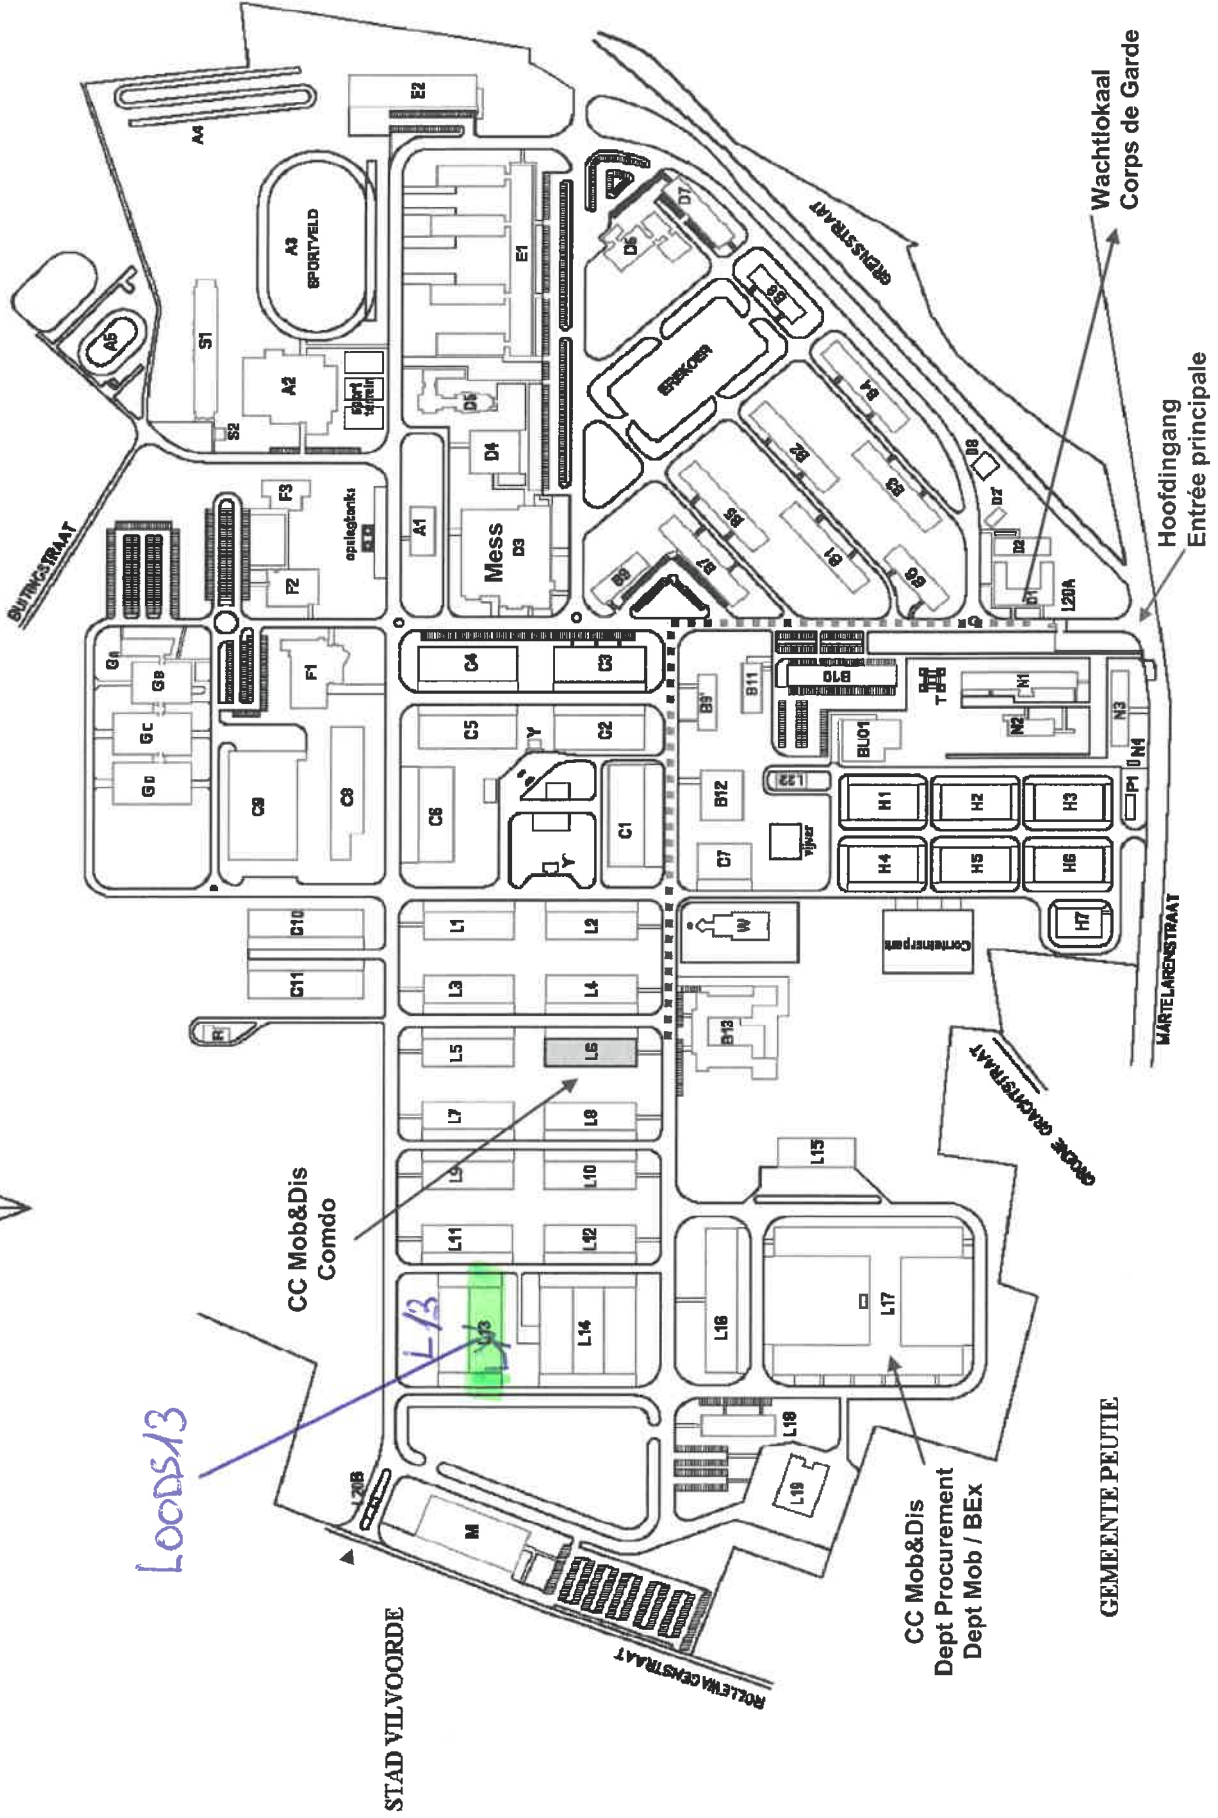 BUITINGSTRAAT
A4
E2
A3
SPORTVELD
A5
S1
A2
S2
sport
terrein
E1
D5
D4
D7
D6
GRENSSTRAAT
Wachtlokaal
Corps de Garde
EREKOER
B8
B4
B2
B3
B5
B1
B7
B6
B9
D8
D2'
D2
D1
L20A
Hoofdingang
Entrée principale
F3
F2
opslagtanks
A1
Mess
D3
GA
GB
GC
GD
F1
C4
C3
C9
C8
C5
C2
Y
C6
C1
Y
B9'
B11
B10
T
N1
N2
N3
N4
BU01
B12
L22
vijver
C7
H1
H2
H3
P1
H4
H5
H6
H7
C10
C11
R
L1
L2
L3
L4
L5
L6
L7
L8
L9
L10
L11
L12
W
Containerpark
B13
MARTELARENSTRAAT
GROENE GRACHTSTRAAT
CC Mob&Dis
Comdo
L15
LOODS13
L13
L13
L14
L16
L17
L18
L19
L20B
M
ROLLEWAGENSTRAAT
CC Mob&Dis
Dept Procurement
Dept Mob / BEx
STAD VILVOORDE
GEMEENTE PEUTIE